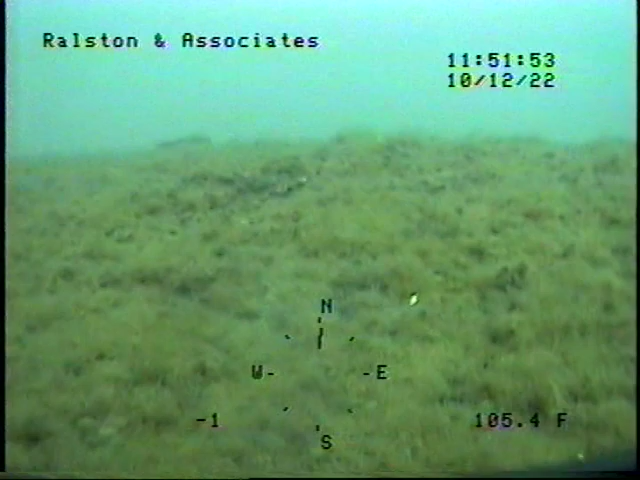 Ralston & Associates
11:51:53
10/12/22
N
W- -E
-1 105.4 F
S